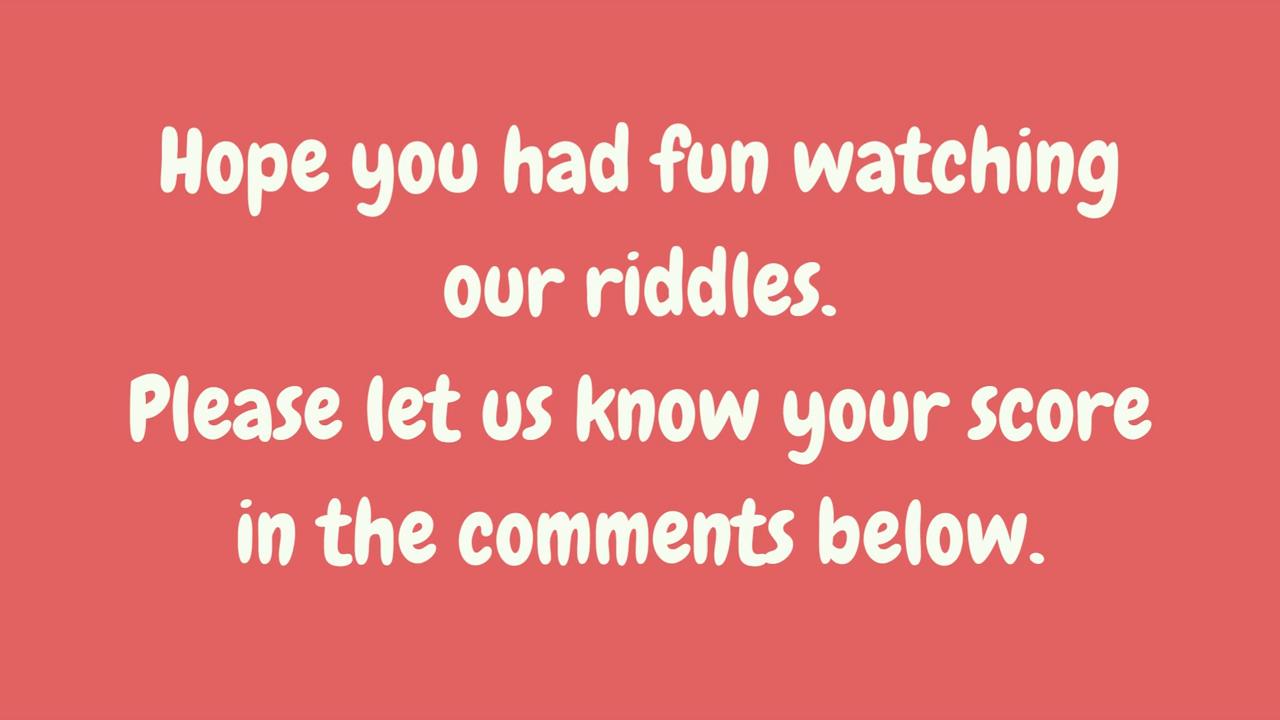 Hope you had fun watching
our riddles.
Please let us know your score
in the comments below.